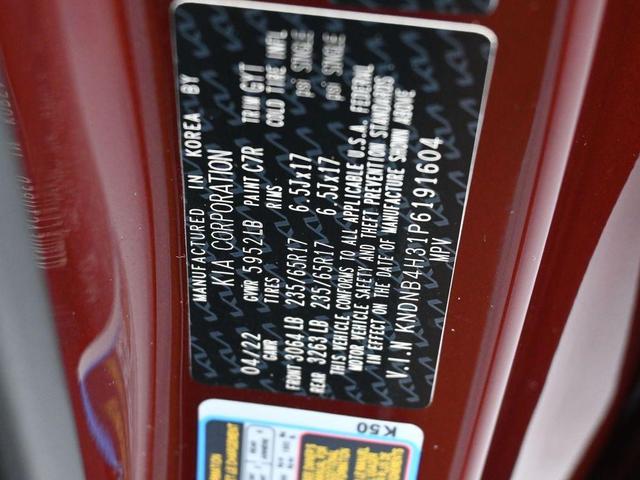 MANUFACTURED IN KOREA BY
KIA CORPORATION
04/22 GVWR 5952LB PAINT C7R TRIM GYT
GAWR TIRES RIMS COLD TIRE INFL
FRONT 3064LB 235/65R17 6.5Jx17 psi SINGLE
REAR 3263LB 235/65R17 6.5Jx17 psi SINGLE
THIS VEHICLE CONFORMS TO ALL APPLICABLE U.S.A. FEDERAL
MOTOR VEHICLE SAFETY AND THEFT PREVENTION STANDARDS
IN EFFECT ON THE DATE OF MANUFACTURE SHOWN ABOVE
V.I.N KNDNB4H31P6191604
MPV
K50